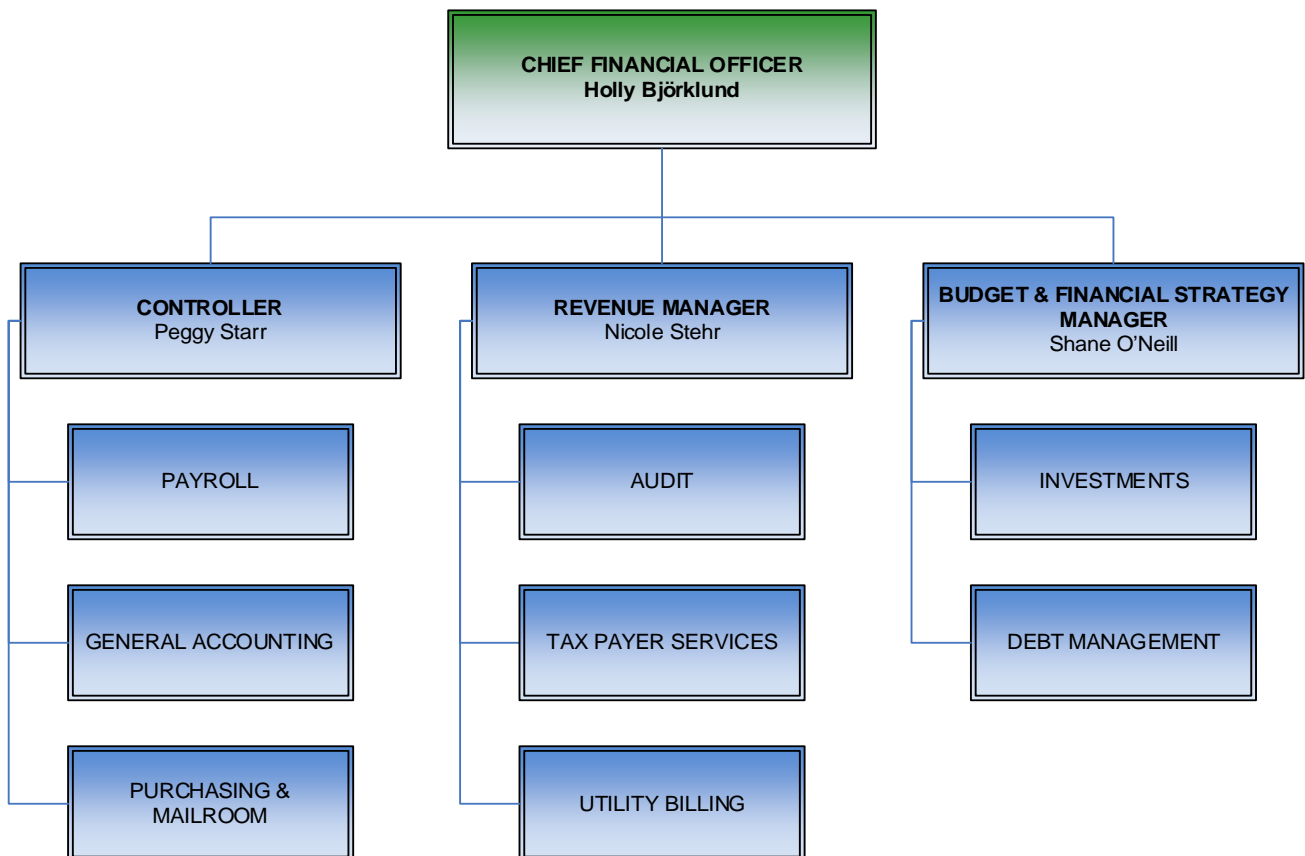 CHIEF FINANCIAL OFFICER
Holly Björklund
CONTROLLER
Peggy Starr
REVENUE MANAGER
Nicole Stehr
BUDGET & FINANCIAL STRATEGY
MANAGER
Shane O’Neill
PAYROLL
AUDIT
INVESTMENTS
GENERAL ACCOUNTING
TAX PAYER SERVICES
DEBT MANAGEMENT
PURCHASING &
MAILROOM
UTILITY BILLING